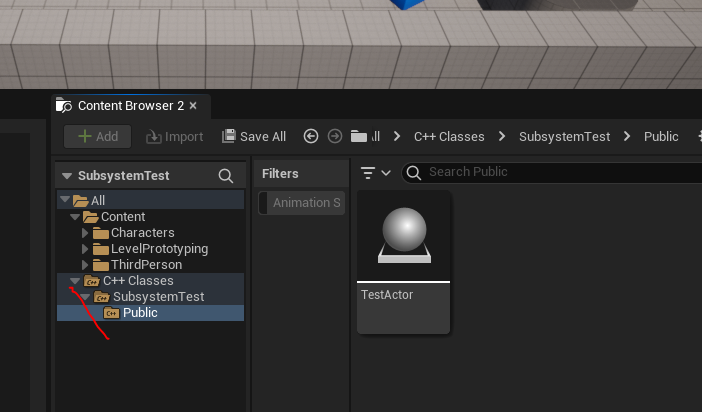 Content Browser 2
Add
Import
Save All
All
C++ Classes
SubsystemTest
Public
SubsystemTest
Filters
Search Public
All
Animation S
Content
Characters
LevelPrototyping
ThirdPerson
C++ Classes
SubsystemTest
Public
TestActor